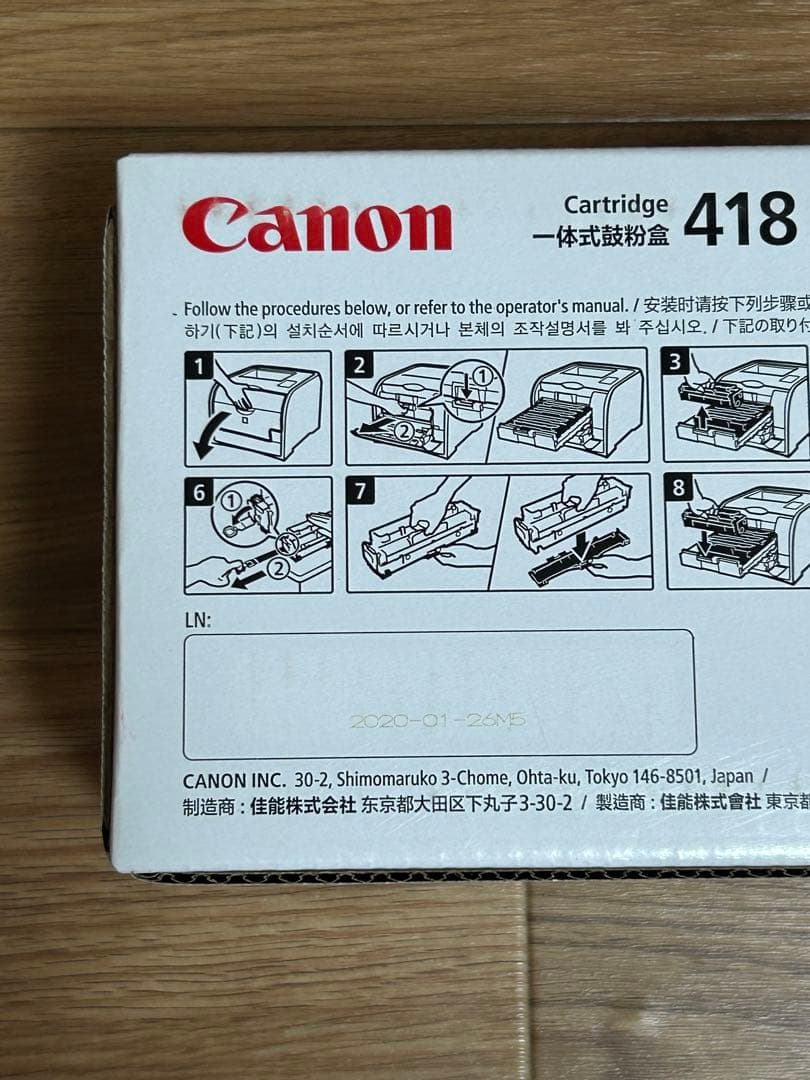 Canon
Cartridge 418
一体式鼓粉盒
Follow the procedures below, or refer to the operator's manual. / 安装时请按下列步骤或
하기(下記)의 설치순서에 따르시거나 본체의 조작설명서를 봐 주십시오. / 下記の取り付
1 2 ① ② 3
6 ① ② 7 8
LN:
2020-01-26M5
CANON INC. 30-2, Shimomaruko 3-Chome, Ohta-ku, Tokyo 146-8501, Japan /
制造商 : 佳能株式会社 东京都大田区下丸子3-30-2 / 製造商 : 佳能株式會社 東京都